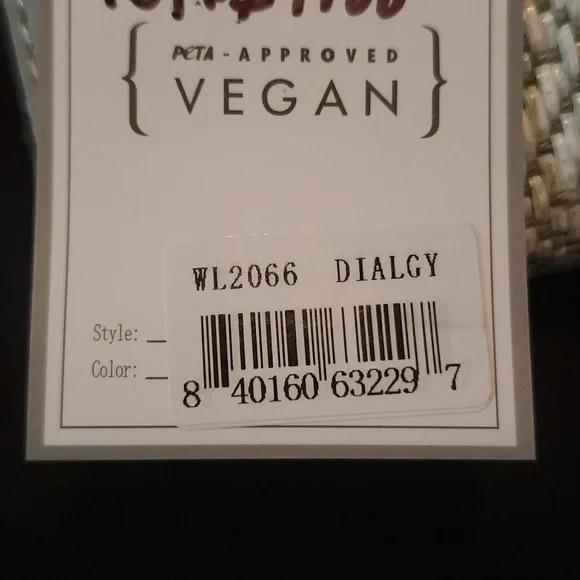 PETA - APPROVED
VEGAN
WL2066 DIALGY
Style:
Color:
8 40160 63229 7